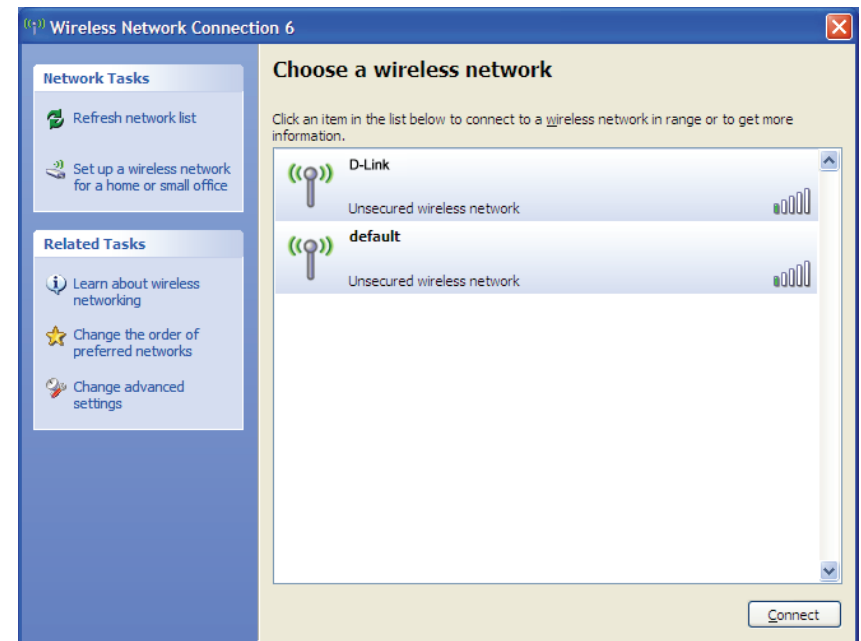 Wireless Network Connection 6
Network Tasks
Refresh network list
Set up a wireless network
for a home or small office
Related Tasks
Learn about wireless
networking
Change the order of
preferred networks
Change advanced
settings
Choose a wireless network
Click an item in the list below to connect to a wireless network in range or to get more
information.
D-Link
Unsecured wireless network
default
Unsecured wireless network
Connect